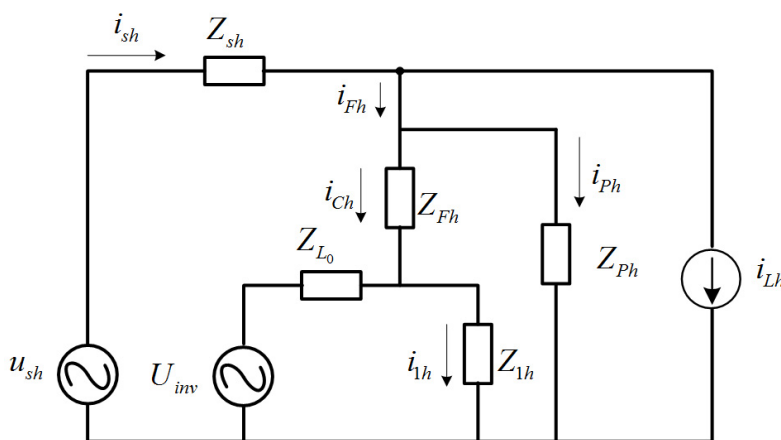 i_sh
Z_sh
i_Fh
i_Ch
Z_Fh
i_Ph
Z_L0
Z_Ph
i_Lh
u_sh
U_inv
i_1h
Z_1h